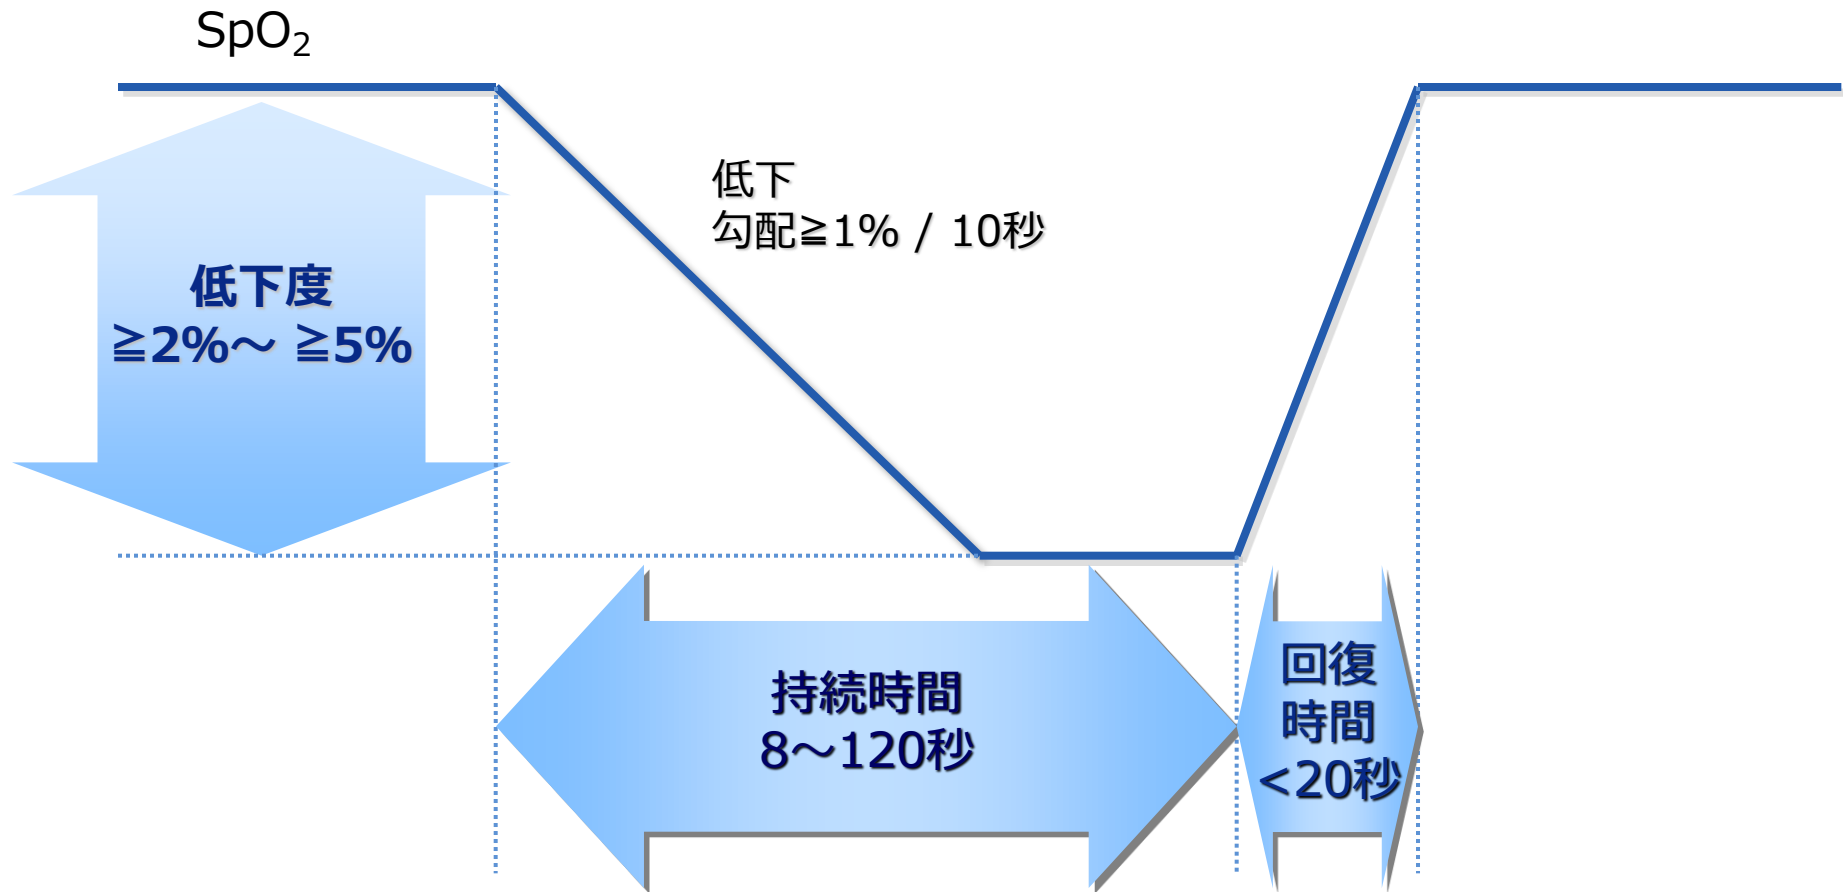 SpO₂
低下
勾配≧1% / 10秒
低下度
≧2%～ ≧5%
持続時間
8～120秒
回復
時間
<20秒